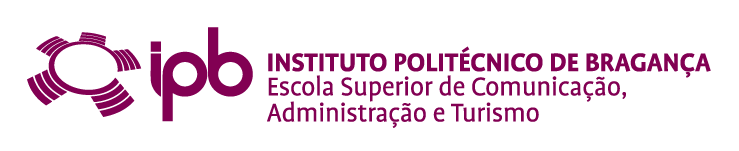 ipb
INSTITUTO POLITÉCNICO DE BRAGANÇA
Escola Superior de Comunicação,
Administração e Turismo